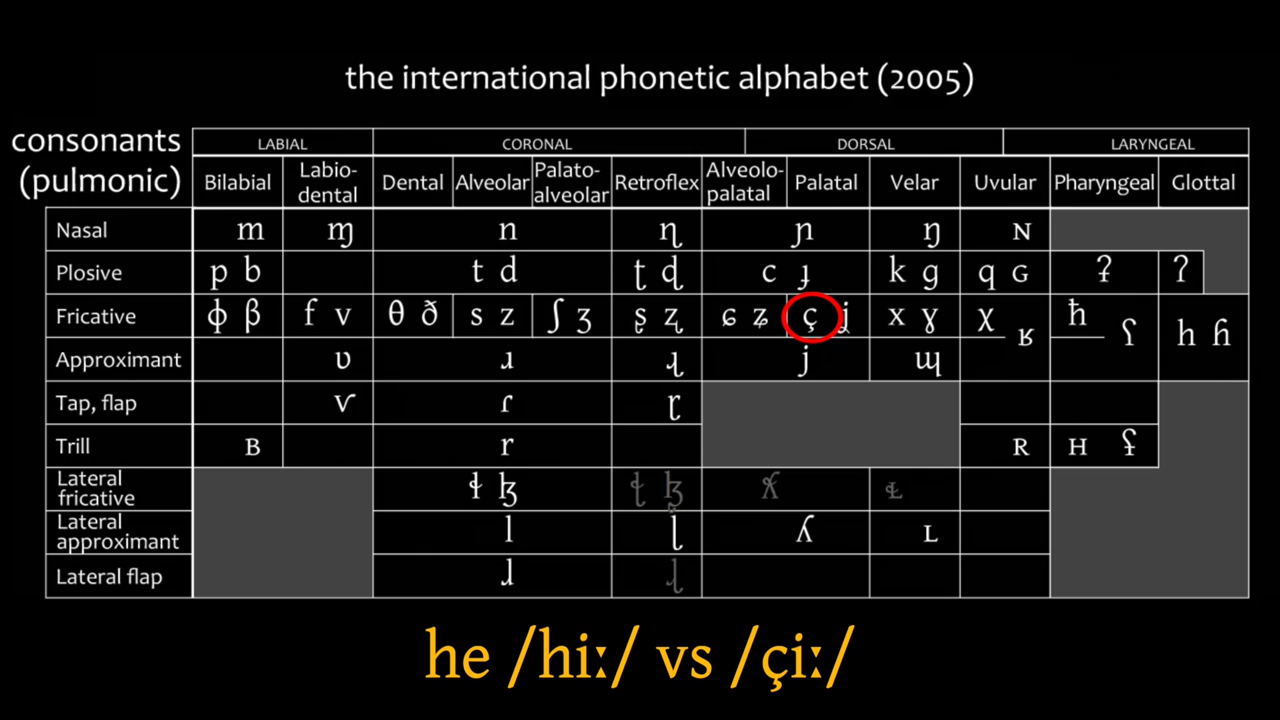 the international phonetic alphabet (2005)
consonants (pulmonic)
LABIAL CORONAL DORSAL LARYNGEAL
Bilabial Labio-dental Dental Alveolar Palato-alveolar Retroflex Alveolo-palatal Palatal Velar Uvular Pharyngeal Glottal
Nasal m ɱ n ɳ ɲ ŋ ɴ
Plosive p b t d ʈ ɖ c ɟ k ɡ q ɢ ʡ ʔ
Fricative ɸ β f v θ ð s z ʃ ʒ ʂ ʐ ɕ ʑ ç ʝ x ɣ χ ʁ ħ ʕ h ɦ
Approximant ʋ ɹ ɻ j ɰ
Tap, flap ⱱ ɾ ɽ
Trill ʙ r ʀ ʜ ʢ
Lateral fricative ɬ ɮ
Lateral approximant l ɭ ʎ ʟ
Lateral flap ɺ
he /hiː/ vs /çiː/